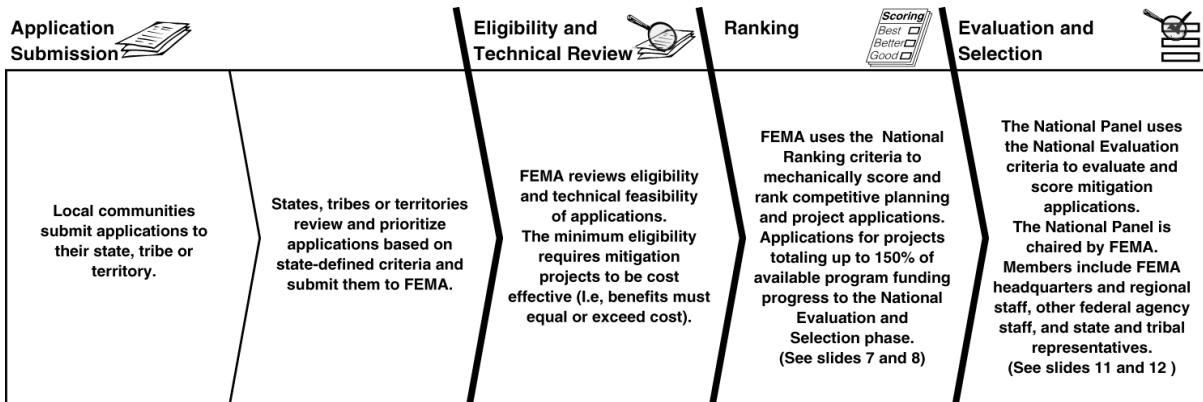 Application
Submission
Eligibility and
Technical Review
Scoring
Best
Better
Good
Ranking
Evaluation and
Selection
Local communities
submit applications to
their state, tribe or
territory.
States, tribes or territories
review and prioritize
applications based on
state-defined criteria and
submit them to FEMA.
FEMA reviews eligibility
and technical feasibility
of applications.
The minimum eligibility
requires mitigation
projects to be cost
effective (I.e, benefits must
equal or exceed cost).
FEMA uses the National
Ranking criteria to
mechanically score and
rank competitive planning
and project applications.
Applications for projects
totaling up to 150% of
available program funding
progress to the National
Evaluation and
Selection phase.
(See slides 7 and 8)
The National Panel uses
the National Evaluation
criteria to evaluate and
score mitigation
applications.
The National Panel is
chaired by FEMA.
Members include FEMA
headquarters and regional
staff, other federal agency
staff, and state and tribal
representatives.
(See slides 11 and 12 )